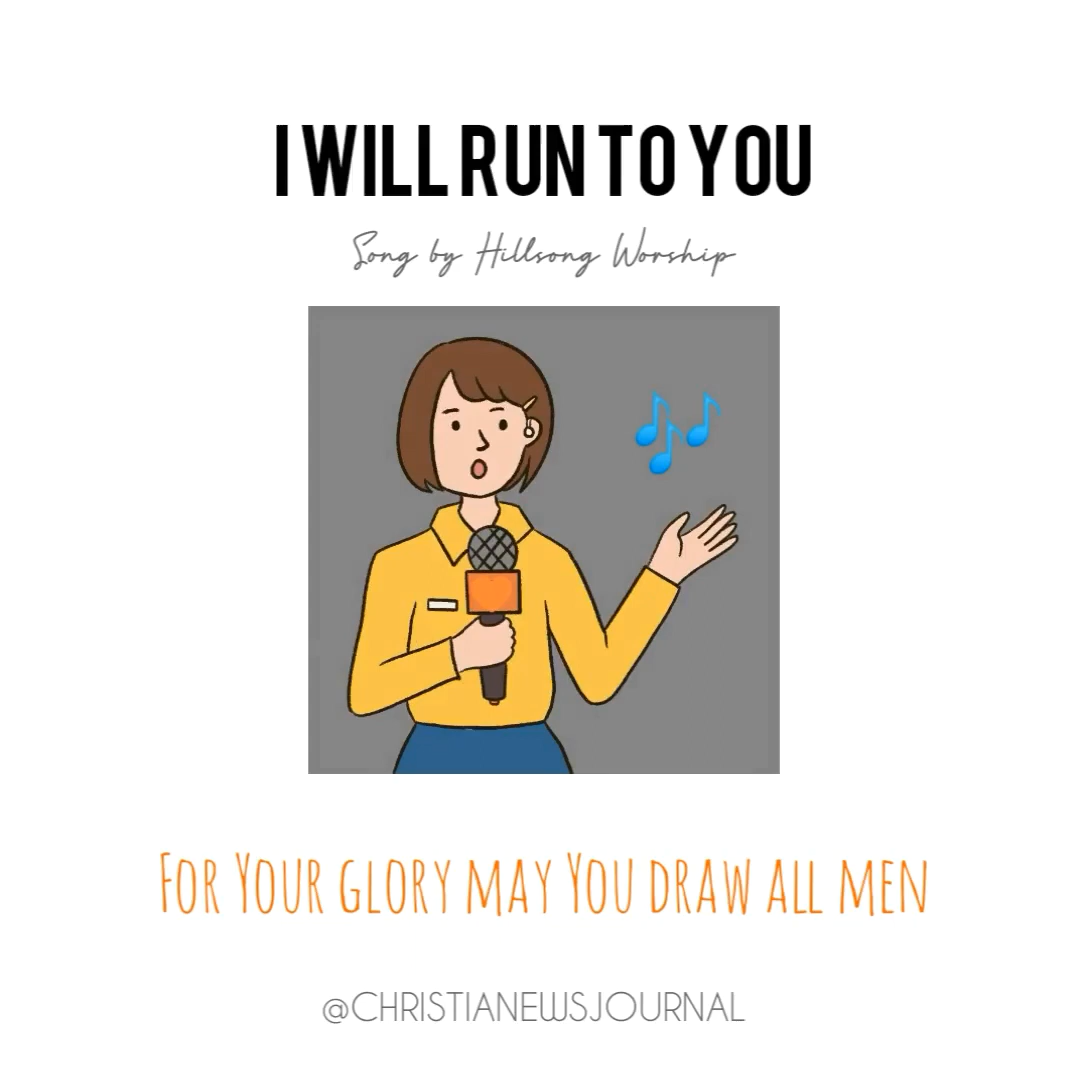 I WILL RUN TO YOU
Song by Hillsong Worship
FOR YOUR GLORY MAY YOU DRAW ALL MEN
@CHRISTIANEWSJOURNAL